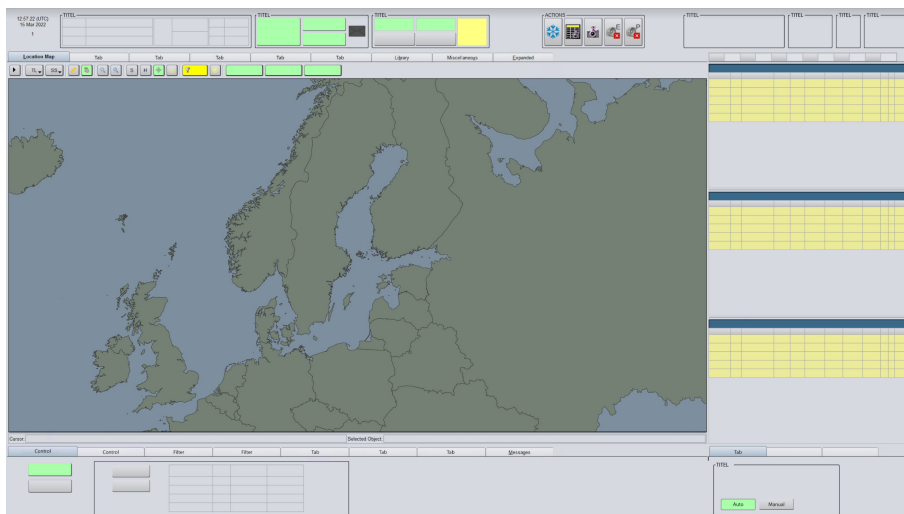 12:57:22 (UTC)
15 Mar 2022
1
TITEL
TITEL
TITEL
ACTIONS
E
P
TITEL
TITEL
TITEL
TITEL
Location Map
Tab
Tab
Tab
Tab
Tab
Library
Miscellaneous
Expanded
TL
SS
S
H
Cursor
Selected Object
Control
Control
Filter
Filter
Tab
Tab
Tab
Messages
Tab
TITEL
Auto
Manual